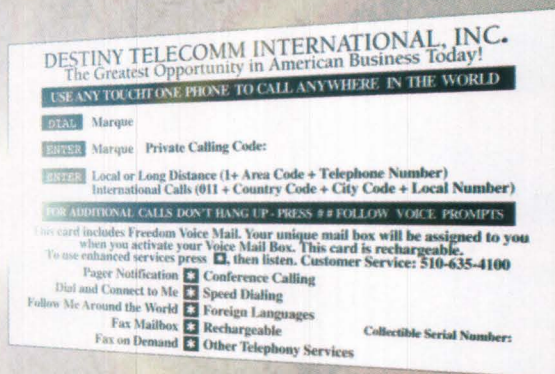 DESTINY TELECOMM INTERNATIONAL, INC.
The Greatest Opportunity in American Business Today!
USE ANY TOUCHTONE PHONE TO CALL ANYWHERE IN THE WORLD
DIAL Marque
ENTER Marque Private Calling Code:
ENTER Local or Long Distance (1+ Area Code + Telephone Number)
International Calls (011 + Country Code + City Code + Local Number)
FOR ADDITIONAL CALLS DON'T HANG UP - PRESS ## FOLLOW VOICE PROMPTS
This card includes Freedom Voice Mail. Your unique mail box will be assigned to you
when you activate your Voice Mail Box. This card is rechargeable.
To use enhanced services press *, then listen. Customer Service: 510-635-4100
Pager Notification * Conference Calling
Dial and Connect to Me * Speed Dialing
Follow Me Around the World * Foreign Languages
Fax Mailbox * Rechargeable
Fax on Demand * Other Telephony Services
Collectible Serial Number: